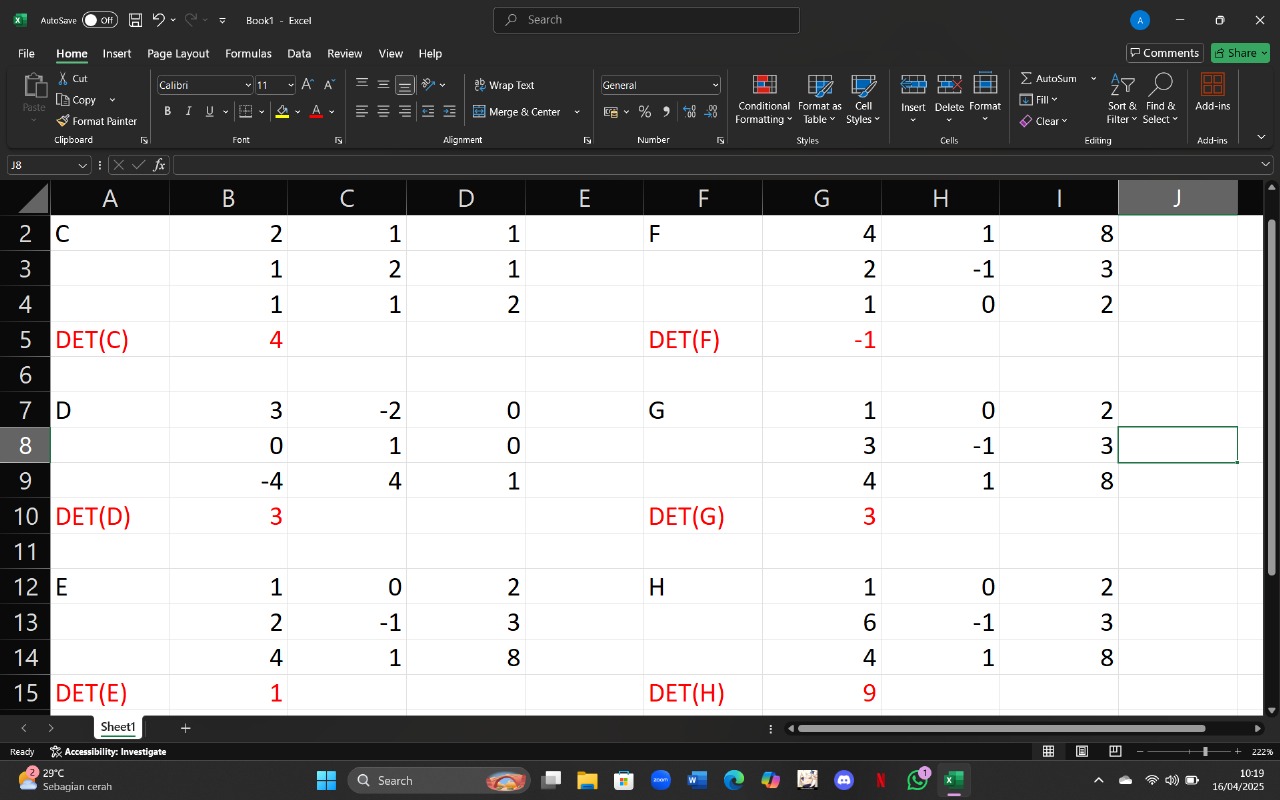 AutoSave Off Book1 - Excel Search A
File Home Insert Page Layout Formulas Data Review View Help Comments Share
Paste Cut Copy Format Painter Clipboard
Calibri 11 A A B I U A Font
Wrap Text Merge & Center Alignment
General % , Number
Conditional Formatting Format as Table Cell Styles Styles
Insert Delete Format Cells
AutoSum Fill Clear Sort & Filter Find & Select Editing
Add-ins Add-ins
J8 fx
A B C D E F G H I J
2 C 2 1 1 F 4 1 8
3 1 2 1 2 -1 3
4 1 1 2 1 0 2
5 DET(C) 4 DET(F) -1
6
7 D 3 -2 0 G 1 0 2
8 0 1 0 3 -1 3
9 -4 4 1 4 1 8
10 DET(D) 3 DET(G) 3
11
12 E 1 0 2 H 1 0 2
13 2 -1 3 6 -1 3
14 4 1 8 4 1 8
15 DET(E) 1 DET(H) 9
Sheet1
Ready Accessibility: Investigate 222%
2 29°C Search zoom 1 10:19
Sebagian cerah 16/04/2025